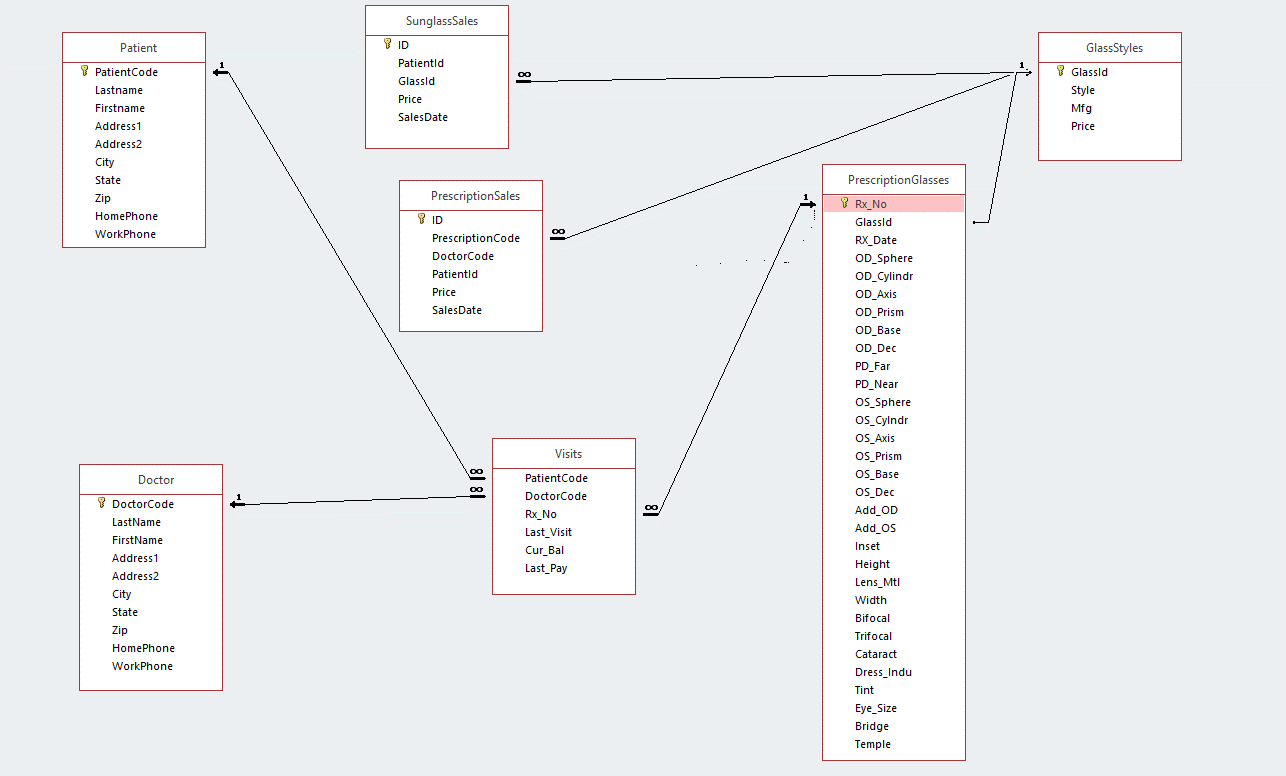 Patient
PatientCode
Lastname
Firstname
Address1
Address2
City
State
Zip
HomePhone
WorkPhone
1
SunglassSales
ID
PatientId
GlassId
Price
SalesDate
∞
GlassStyles
GlassId
Style
Mfg
Price
1
PrescriptionSales
ID
PrescriptionCode
DoctorCode
PatientId
Price
SalesDate
∞
PrescriptionGlasses
Rx_No
GlassId
RX_Date
OD_Sphere
OD_Cylindr
OD_Axis
OD_Prism
OD_Base
OD_Dec
PD_Far
PD_Near
OS_Sphere
OS_Cylndr
OS_Axis
OS_Prism
OS_Base
OS_Dec
Add_OD
Add_OS
Inset
Height
Lens_Mtl
Width
Bifocal
Trifocal
Cataract
Dress_Indu
Tint
Eye_Size
Bridge
Temple
1
Doctor
DoctorCode
LastName
FirstName
Address1
Address2
City
State
Zip
HomePhone
WorkPhone
1
Visits
PatientCode
DoctorCode
Rx_No
Last_Visit
Cur_Bal
Last_Pay
∞
∞
∞